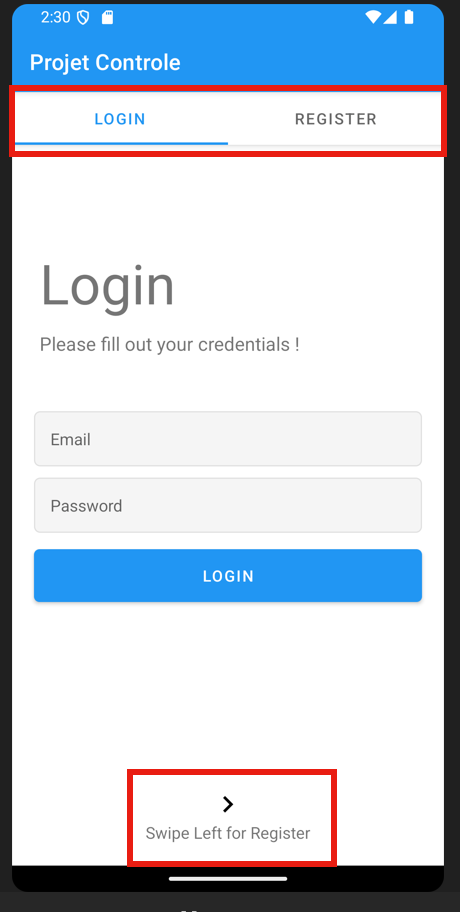 2:30
Projet Controle
LOGIN REGISTER
Login
Please fill out your credentials !
Email
Password
LOGIN
Swipe Left for Register